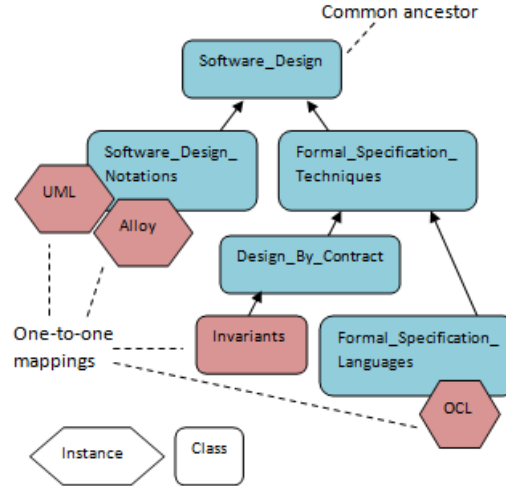 Common ancestor
Software_Design
Software_Design_
Notations
Formal_Specification_
Techniques
UML
Alloy
Design_By_Contract
One-to-one
mappings
Invariants
Formal_Specification_
Languages
OCL
Instance
Class